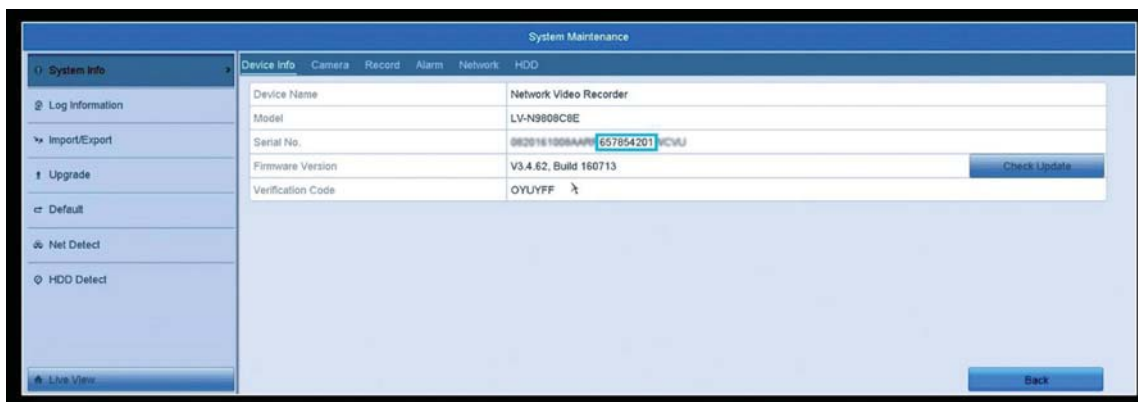 System Maintenance
System Info
Log Information
Import/Export
Upgrade
Default
Net Detect
HDD Detect
Live View
Device Info Camera Record Alarm Network HDD
Device Name Network Video Recorder
Model LV-N9808C8E
Serial No. 657854201
Firmware Version V3.4.62, Build 160713 Check Update
Verification Code OYUYFF
Back